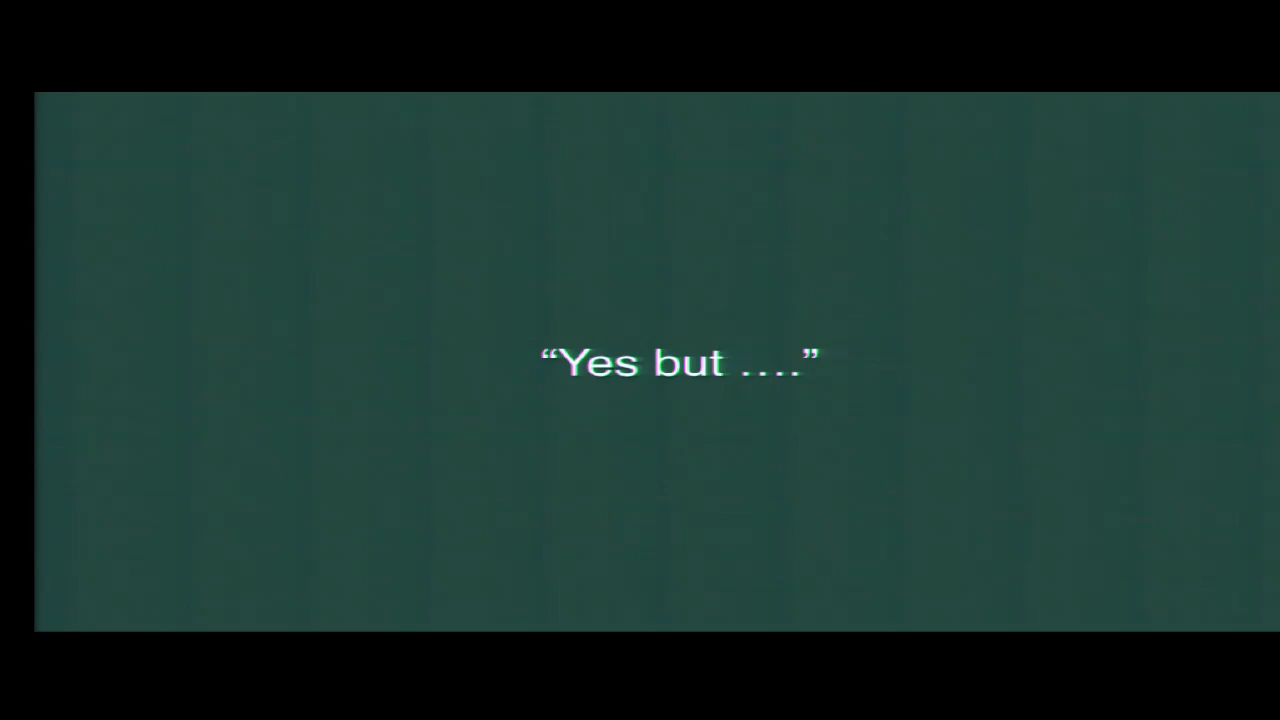 “Yes but ....”